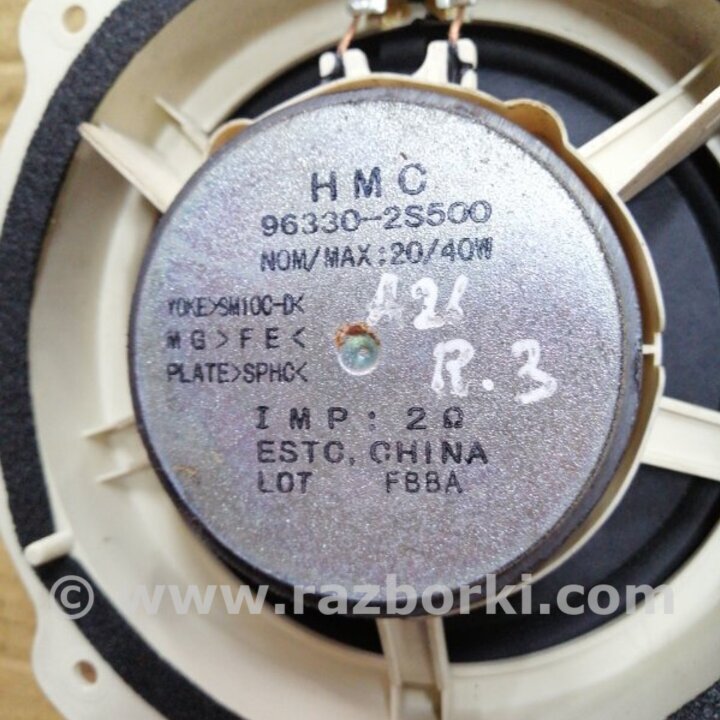 HMC
96330-2S500
NOM/MAX:20/40W
YOKE>SM10C-D<
MG>FE<
PLATE>SPHC<
A21
R.3
IMP: 2Ω
ESTC, CHINA
LOT F88A
© www.razborki.com